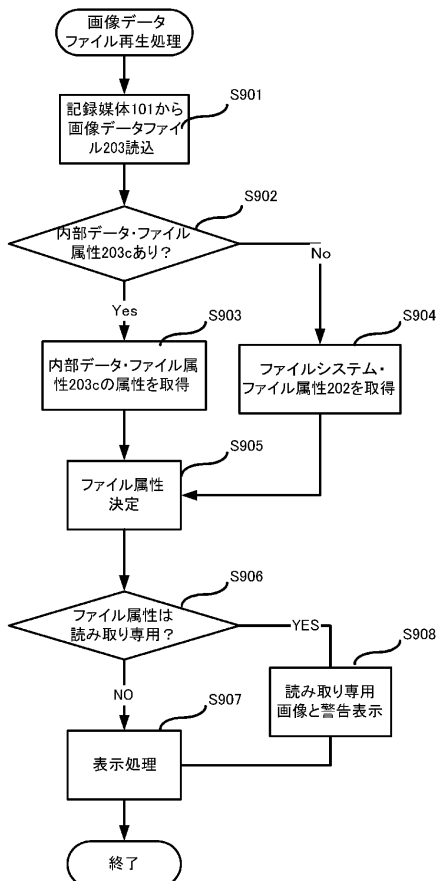 画像データ
ファイル再生処理
S901
記録媒体101から
画像データファイ
ル203読込
S902
内部データ・ファイル
属性203cあり？
No
Yes
S903
内部データ・ファイル属
性203cの属性を取得
S904
ファイルシステム・
ファイル属性202を取得
S905
ファイル属性
決定
S906
ファイル属性は
読み取り専用？
YES
NO
S908
読み取り専用
画像と警告表示
S907
表示処理
終了